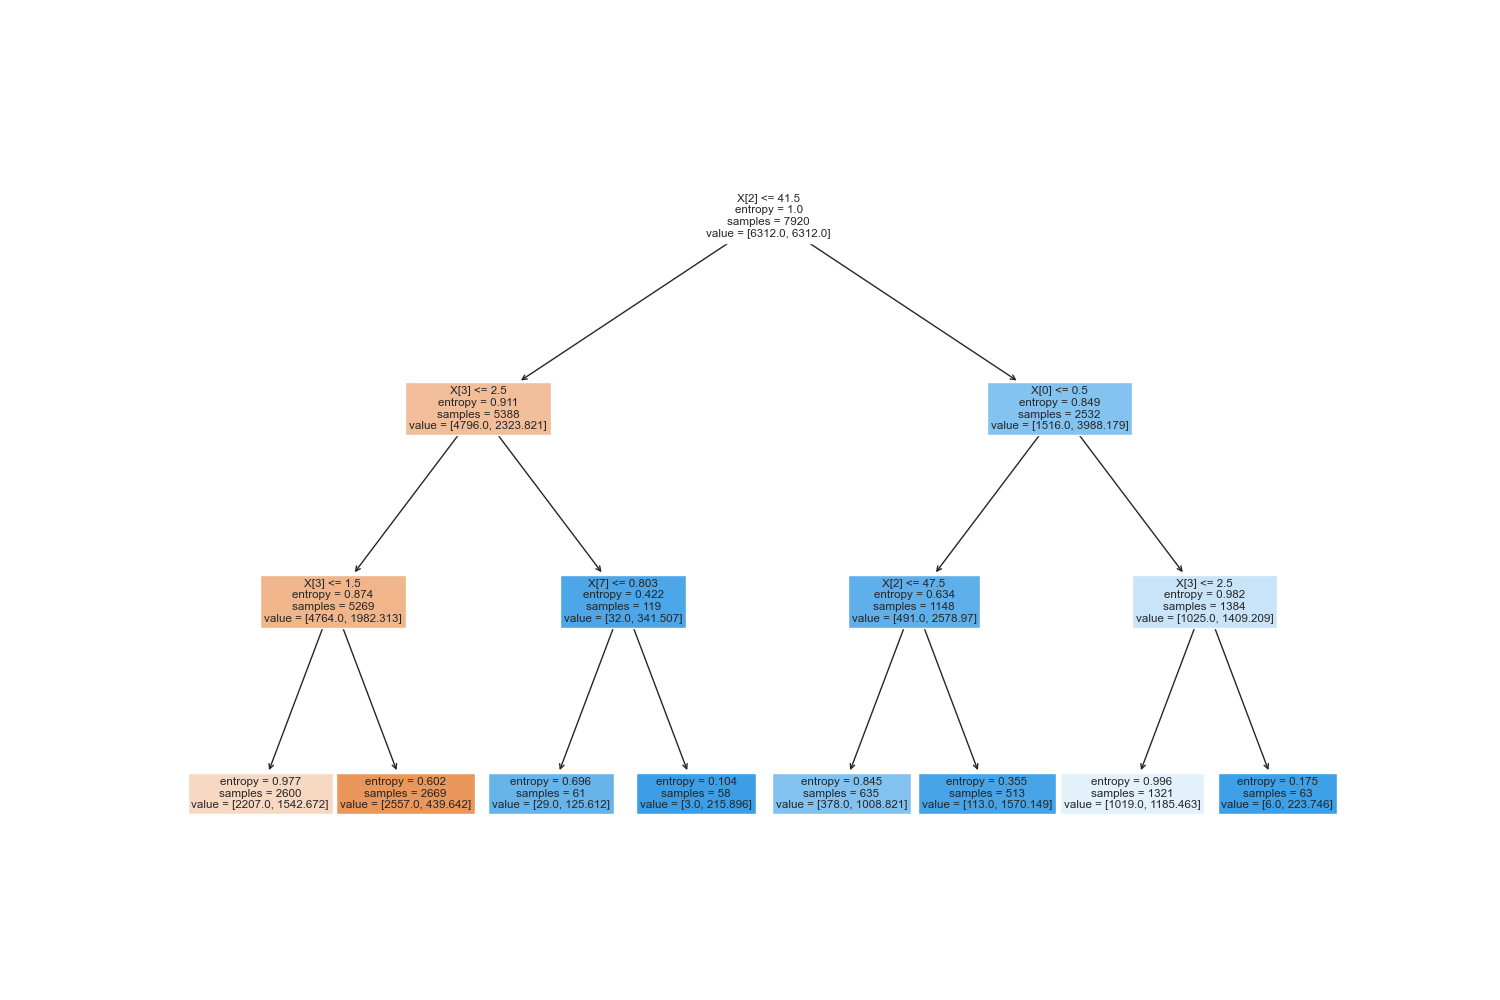 X[2] <= 41.5
entropy = 1.0
samples = 7920
value = [6312.0, 6312.0]
X[3] <= 2.5
entropy = 0.911
samples = 5388
value = [4796.0, 2323.821]
X[0] <= 0.5
entropy = 0.849
samples = 2532
value = [1516.0, 3988.179]
X[3] <= 1.5
entropy = 0.874
samples = 5269
value = [4764.0, 1982.313]
X[7] <= 0.803
entropy = 0.422
samples = 119
value = [32.0, 341.507]
X[2] <= 47.5
entropy = 0.634
samples = 1148
value = [491.0, 2578.97]
X[3] <= 2.5
entropy = 0.982
samples = 1384
value = [1025.0, 1409.209]
entropy = 0.977
samples = 2600
value = [2207.0, 1542.672]
entropy = 0.602
samples = 2669
value = [2557.0, 439.642]
entropy = 0.696
samples = 61
value = [29.0, 125.612]
entropy = 0.104
samples = 58
value = [3.0, 215.896]
entropy = 0.845
samples = 635
value = [378.0, 1008.821]
entropy = 0.355
samples = 513
value = [113.0, 1570.149]
entropy = 0.996
samples = 1321
value = [1019.0, 1185.463]
entropy = 0.175
samples = 63
value = [6.0, 223.746]